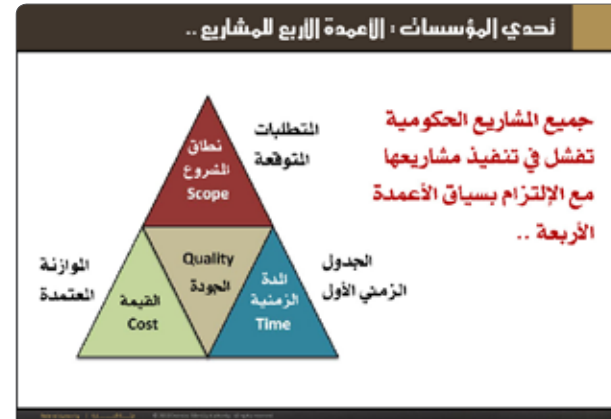 تحدي المؤسسات : الأعمدة الأربع للمشاريع ..
جميع المشاريع الحكومية
تفشل في تنفيذ مشاريعها
مع الإلتزام بسياق الأعمدة
الأربعة ..
المتطلبات
المتوقعة
نطاق
المشروع
Scope
Quality
الجودة
المدة
الزمنية
Time
الجدول
الزمني الأول
القيمة
Cost
الموازنة
المعتمدة